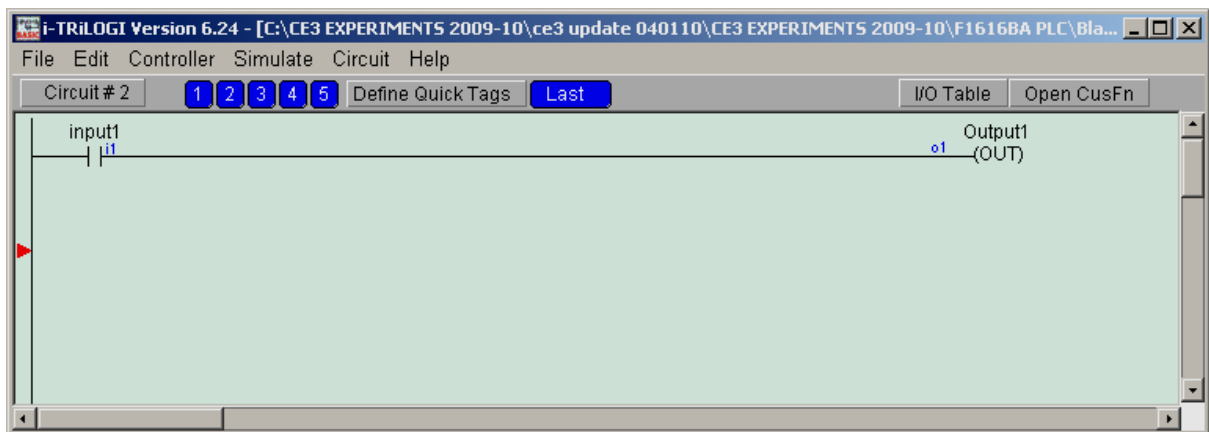 i-TRiLOGI Version 6.24 - [C:\CE3 EXPERIMENTS 2009-10\ce3 update 040110\CE3 EXPERIMENTS 2009-10\F1616BA PLC\Bla...
File Edit Controller Simulate Circuit Help
Circuit # 2 1 2 3 4 5 Define Quick Tags Last I/O Table Open CusFn
input1 Output1
i1 o1 (OUT)